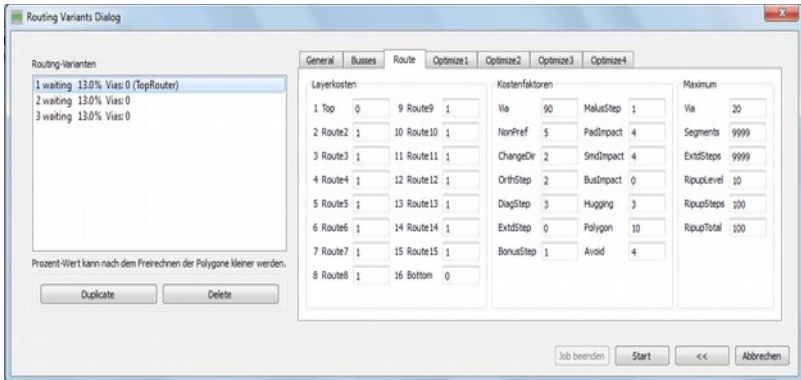 Routing Variants Dialog
Routing-Varianten
1 waiting 13.0% Vias: 0 (TopRouter)
2 waiting 13.0% Vias: 0
3 waiting 13.0% Vias: 0
Prozent-Wert kann nach dem Freirechnen der Polygone kleiner werden.
Duplicate Delete
General Busses Route Optimize1 Optimize2 Optimize3 Optimize4
Layerkosten
1 Top 0 9 Route9 1
2 Route2 1 10 Route10 1
3 Route3 1 11 Route11 1
4 Route4 1 12 Route12 1
5 Route5 1 13 Route13 1
6 Route6 1 14 Route14 1
7 Route7 1 15 Route15 1
8 Route8 1 16 Bottom 0
Kostenfaktoren
Via 90 MalusStep 1
NonPref 5 PadImpact 4
ChangeDir 2 SmdImpact 4
OrthStep 2 BusImpact 0
DiagStep 3 Hugging 3
ExtdStep 0 Polygon 10
BonusStep 1 Avoid 4
Maximum
Via 20
Segments 9999
ExtdSteps 9999
RipupLevel 10
RipupSteps 100
RipupTotal 100
Job beenden Start << Abbrechen